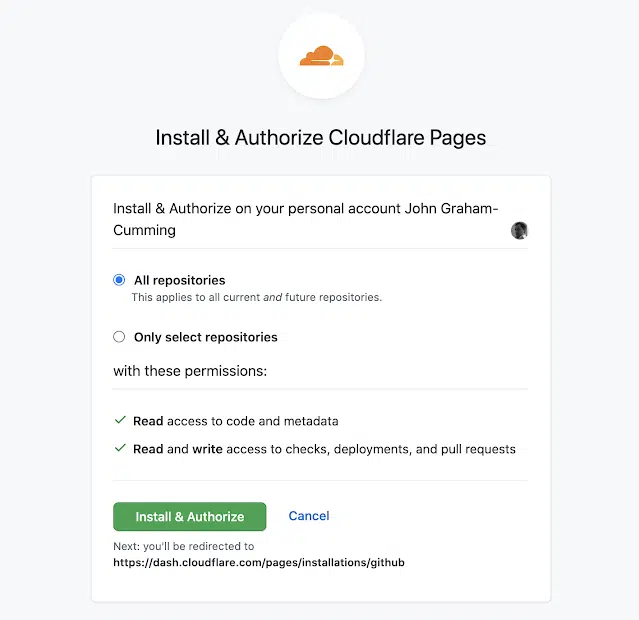 Install & Authorize Cloudflare Pages
Install & Authorize on your personal account John Graham-
Cumming
All repositories
This applies to all current and future repositories.
Only select repositories
with these permissions:
Read access to code and metadata
Read and write access to checks, deployments, and pull requests
Install & Authorize
Cancel
Next: you'll be redirected to
https://dash.cloudflare.com/pages/installations/github